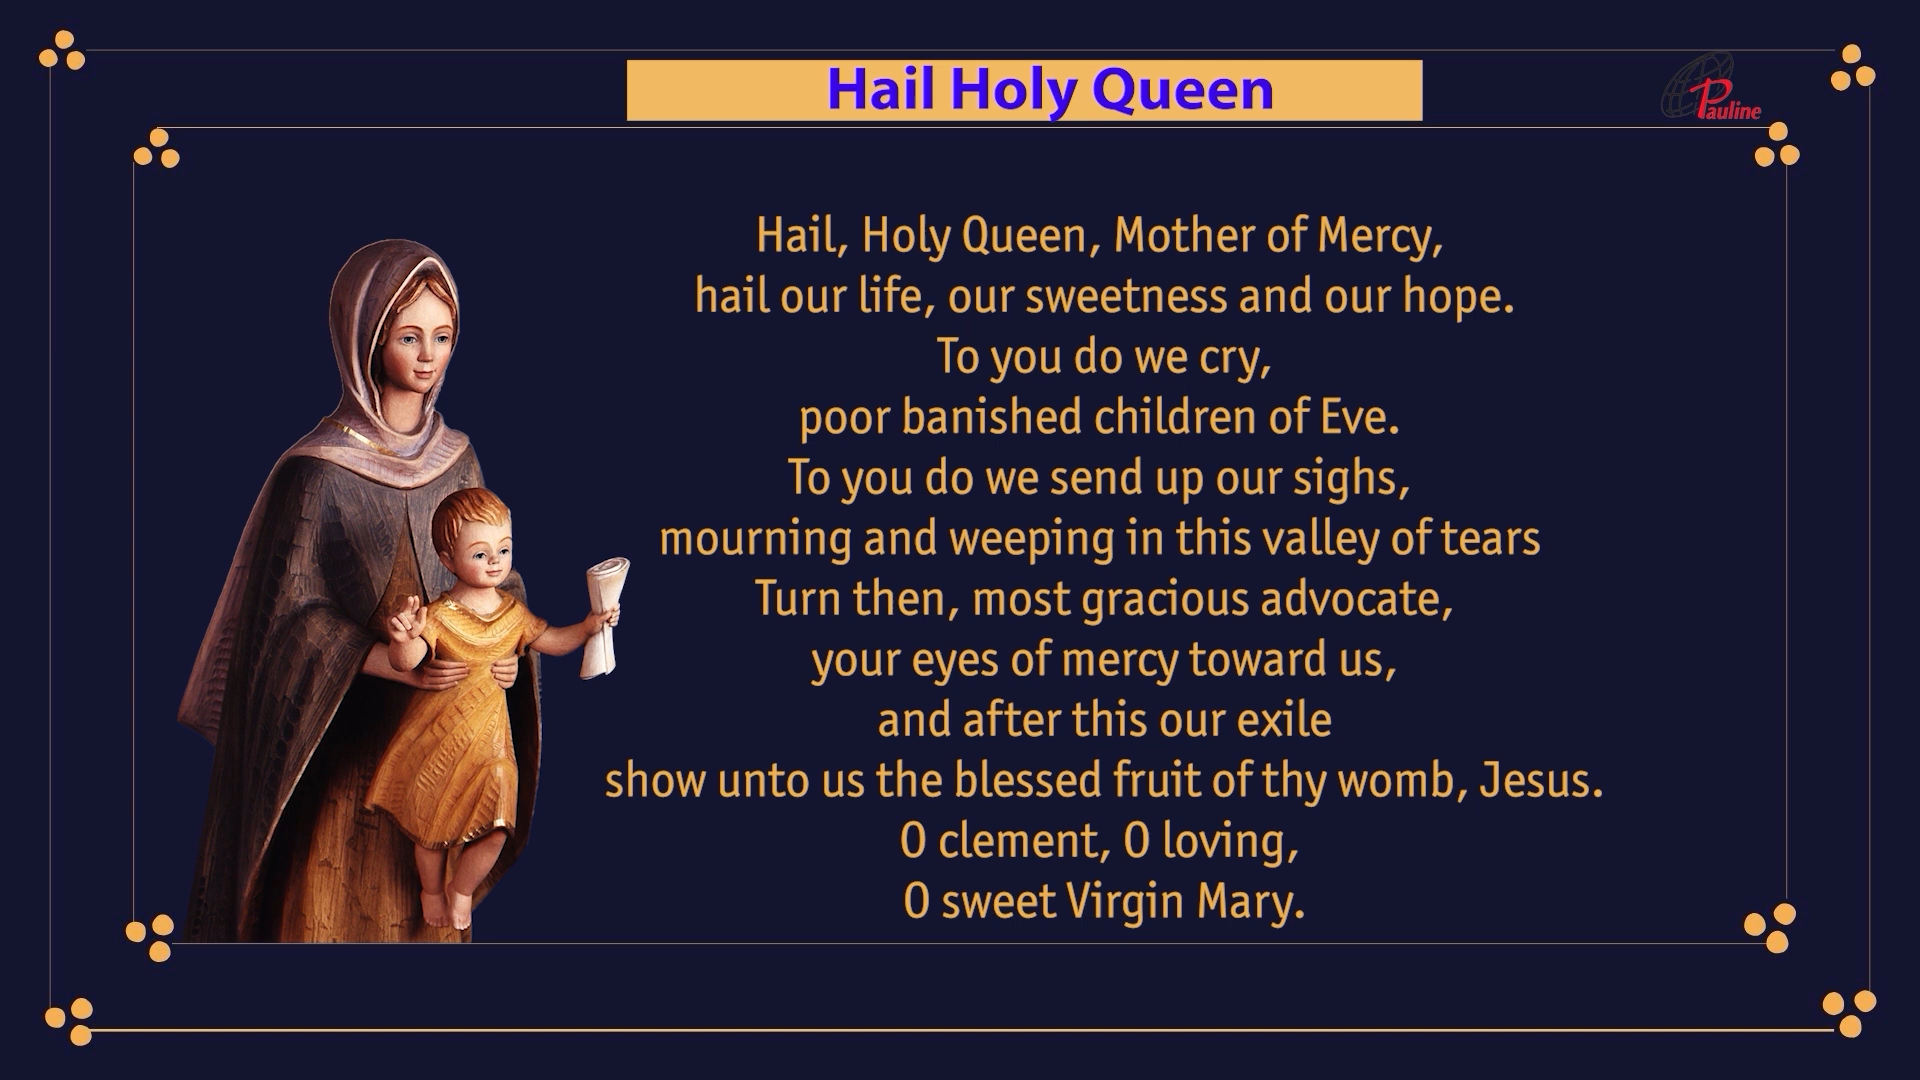 Hail Holy Queen
Pauline
Hail, Holy Queen, Mother of Mercy,
hail our life, our sweetness and our hope.
To you do we cry,
poor banished children of Eve.
To you do we send up our sighs,
mourning and weeping in this valley of tears
Turn then, most gracious advocate,
your eyes of mercy toward us,
and after this our exile
show unto us the blessed fruit of thy womb, Jesus.
O clement, O loving,
O sweet Virgin Mary.